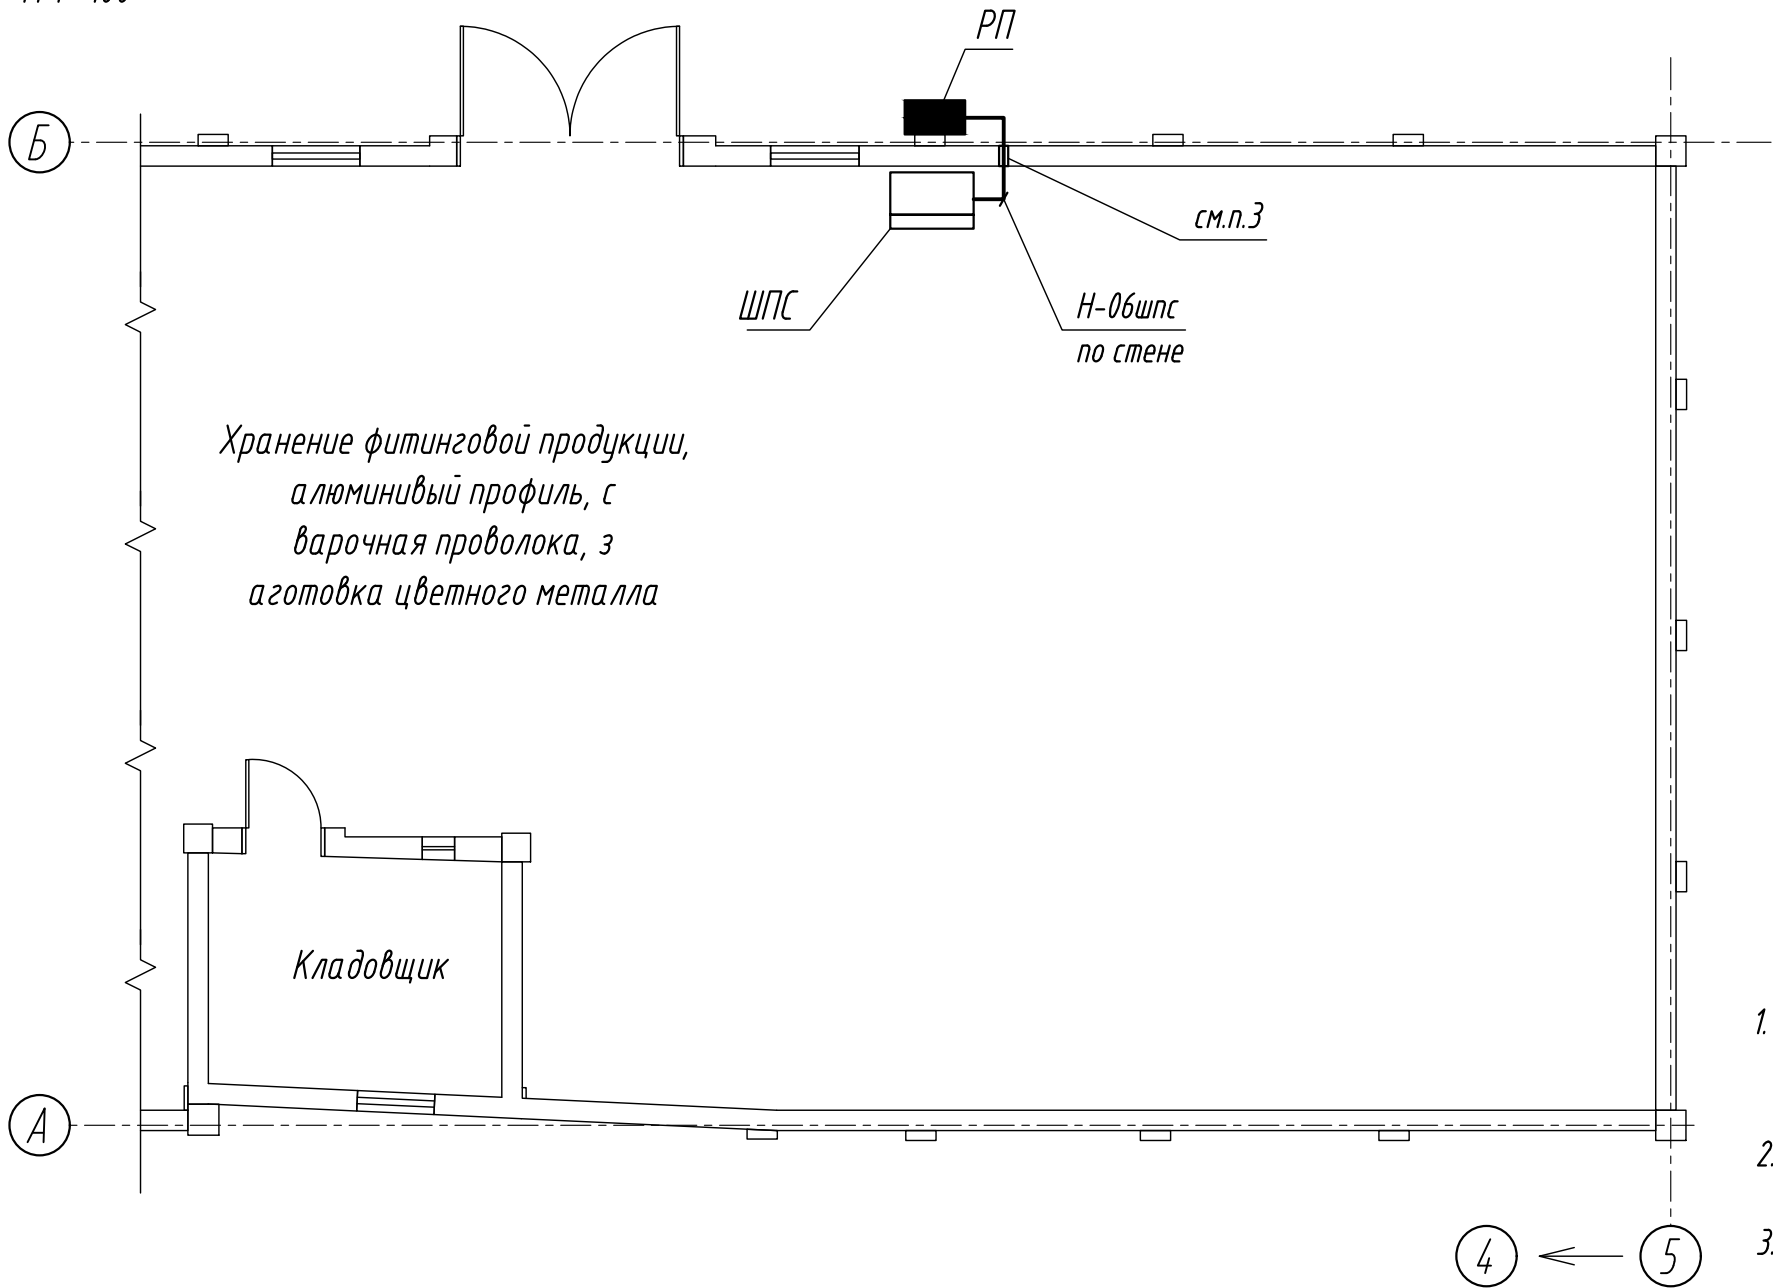 РП
Б
см.п.3
ШПС
Н-06шпс
по стене
Хранение фитинговой продукции,
алюминивый профиль, с
варочная проволока, з
аготовка цветного металла
Кладовщик
1.
А
2.
3.
4
5